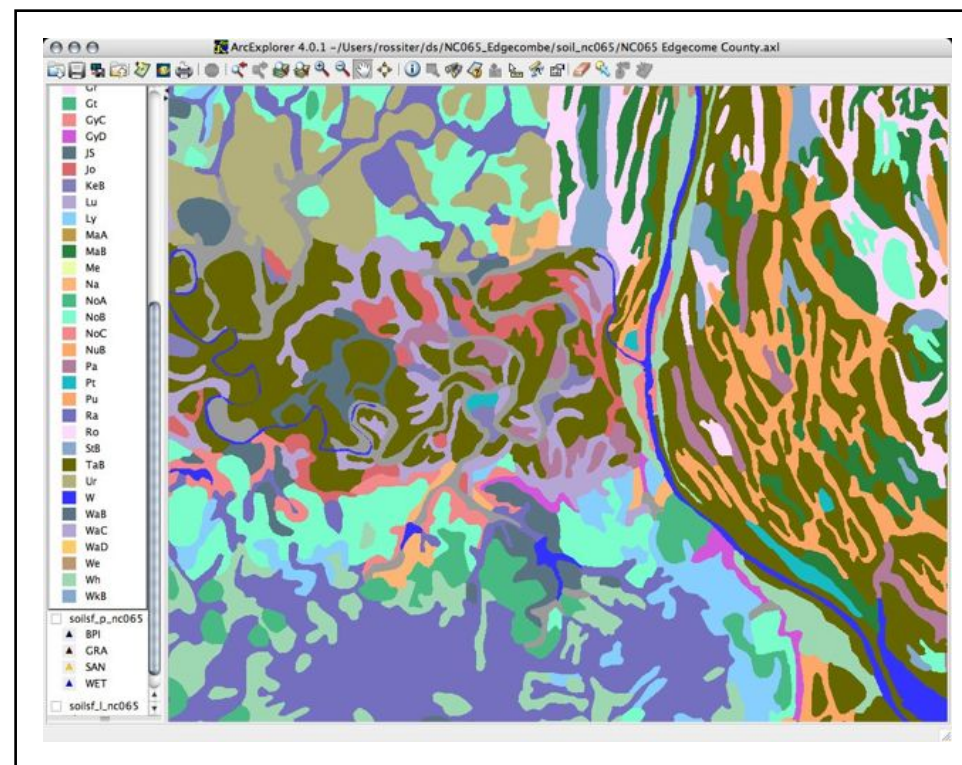 ArcExplorer 4.0.1 -/Users/rossiter/ds/NC065_Edgecombe/soil_nc065/NC065 Edgecome County.axl
Gt
GyC
GyD
JS
Jo
KeB
Lu
Ly
MaA
MaB
Me
Na
NoA
NoB
NoC
NuB
Pa
Pt
Pu
Ra
Ro
StB
TaB
Ur
W
WaB
WaC
WaD
We
Wh
WkB
soilsf_p_nc065
BPI
GRA
SAN
WET
soilsf_l_nc065